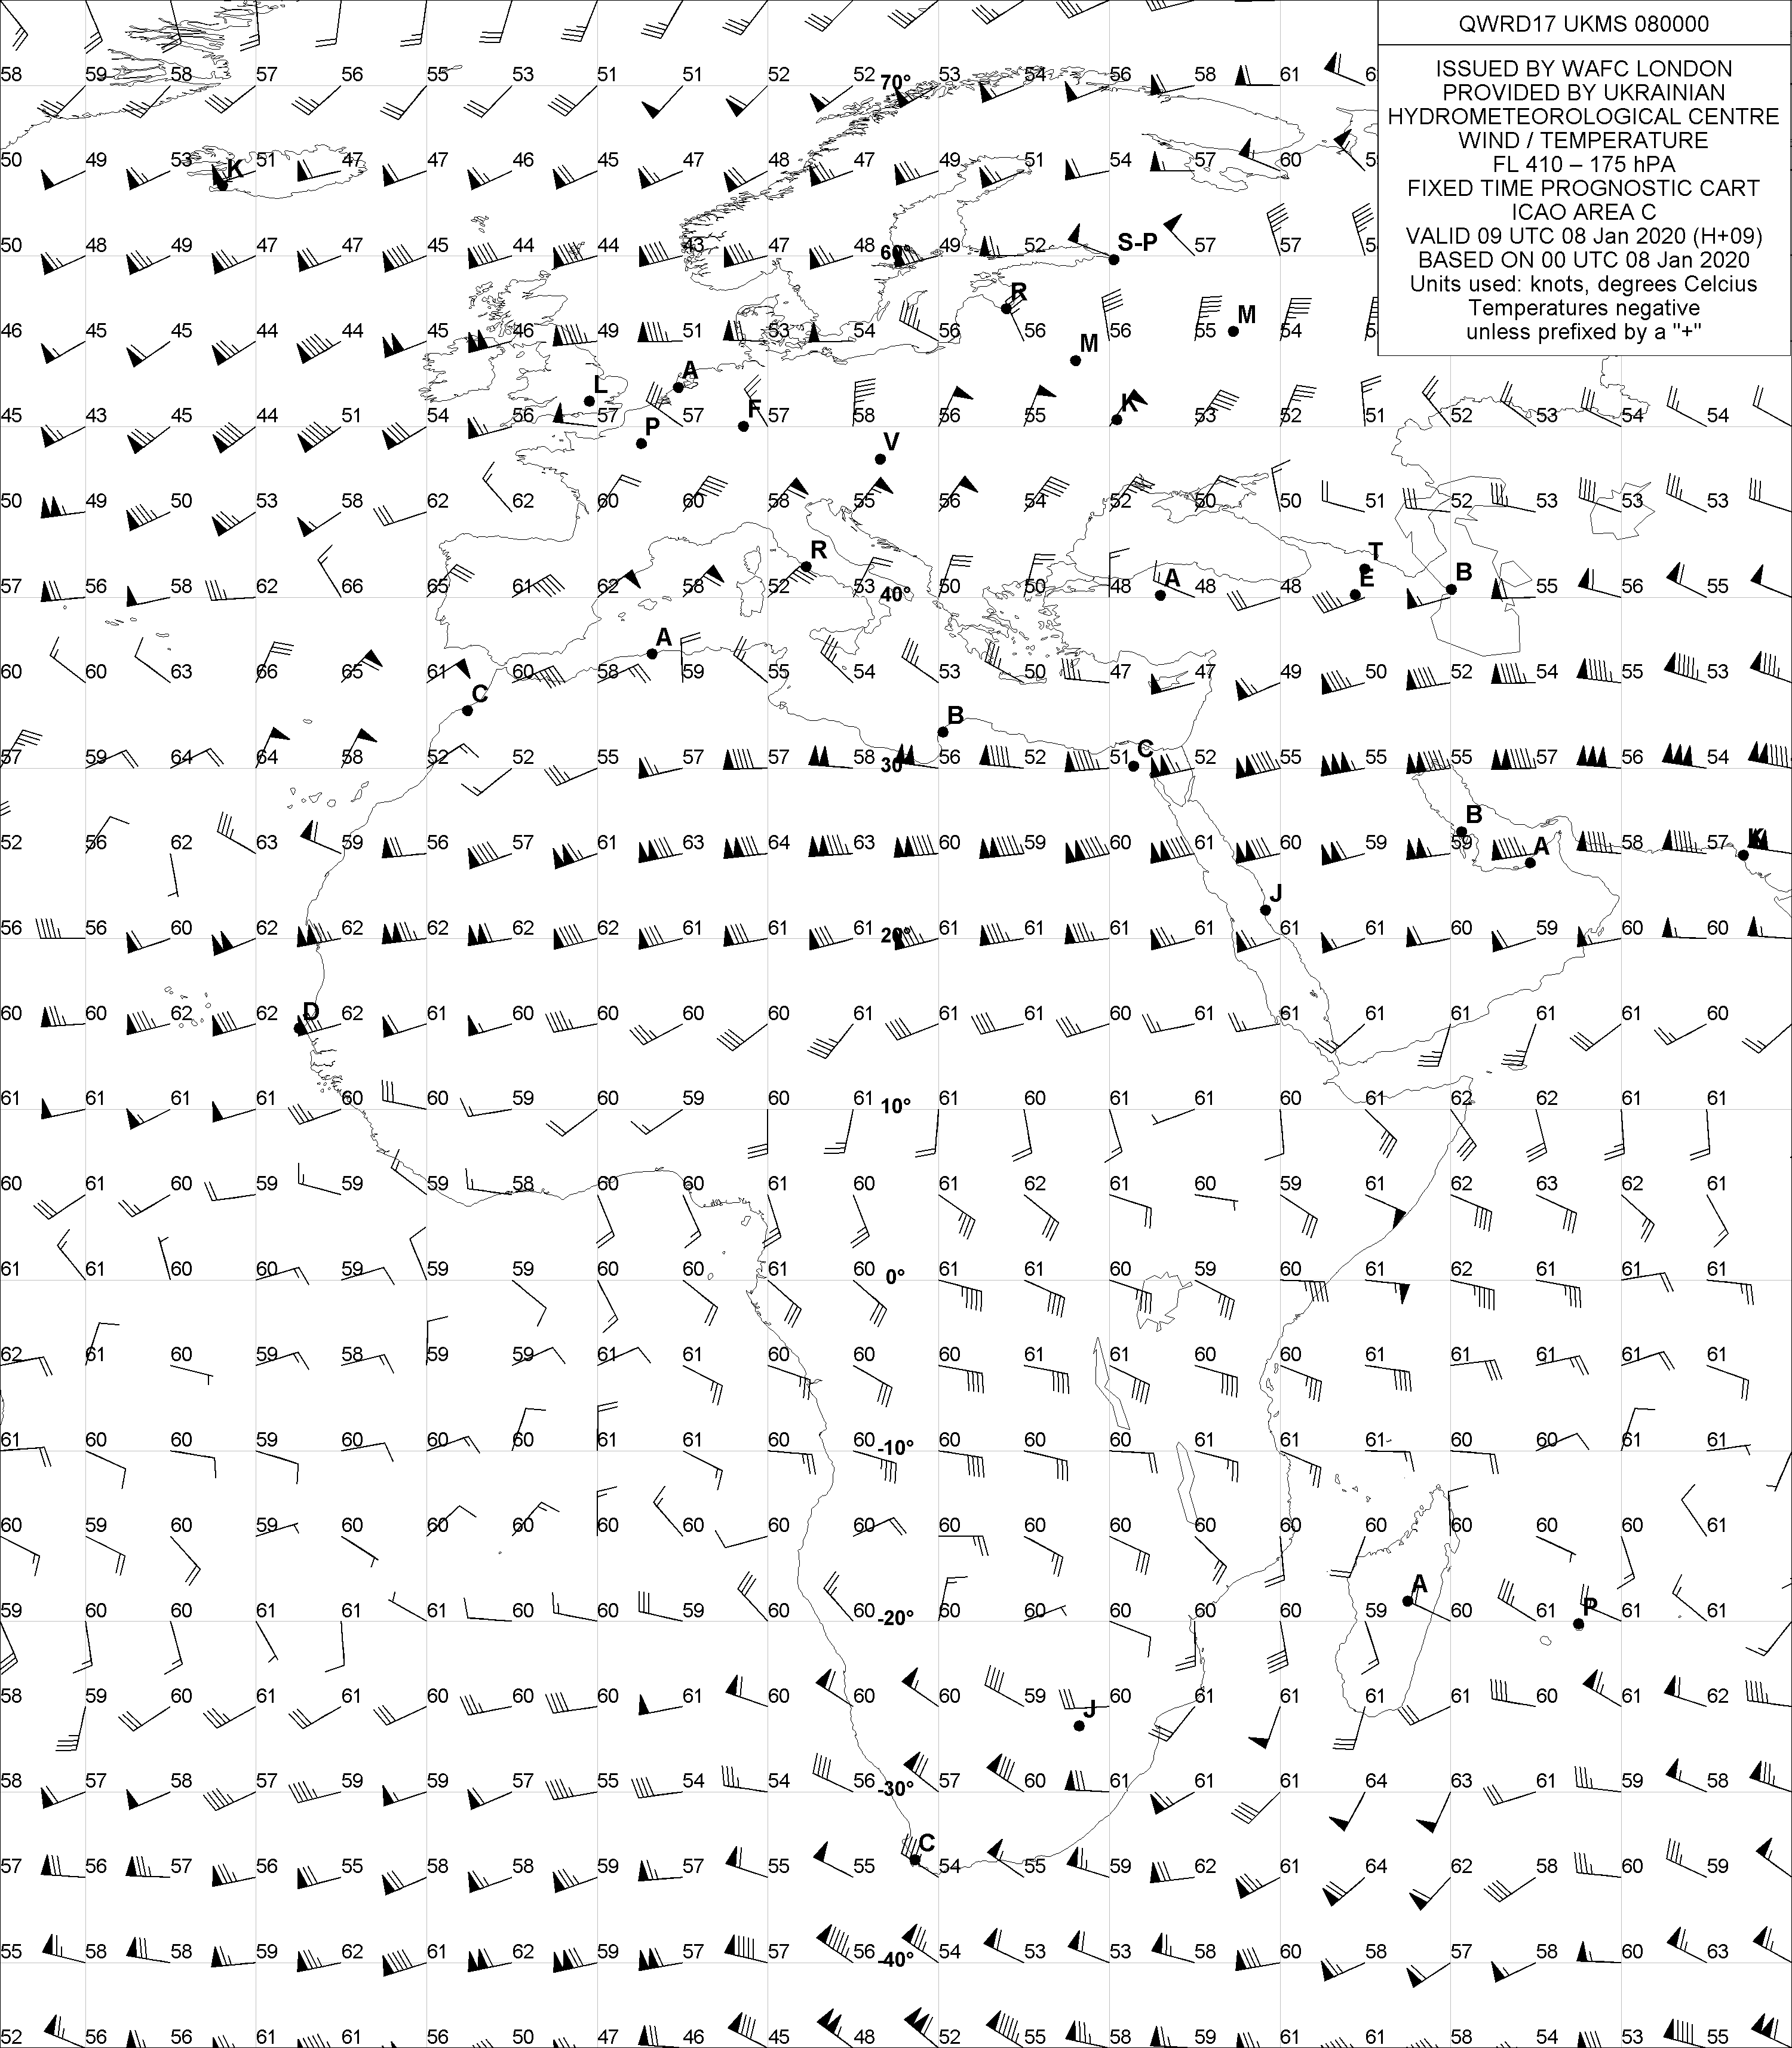 QWRD17 UKMS 080000
ISSUED BY WAFC LONDON
PROVIDED BY UKRAINIAN
HYDROMETEOROLOGICAL CENTRE
WIND / TEMPERATURE
FL 410 – 175 hPA
FIXED TIME PROGNOSTIC CART
ICAO AREA C
VALID 09 UTC 08 Jan 2020 (H+09)
BASED ON 00 UTC 08 Jan 2020
Units used: knots, degrees Celcius
Temperatures negative
unless prefixed by a "+"
58 59 58 57 56 55 53 51 51 52 52 70° 53 54 56 58 61 6
50 49 53 K 51 47 47 46 45 47 48 47 49 51 54 57 60 5
50 48 49 47 47 45 44 44 43 47 48 60° 49 52 S-P 57 57 5
R
46 45 45 44 44 45 46 49 51 53 54 56 56 M 56 55 M 54 5
L A
45 43 45 44 51 54 56 57 P 57 F 57 58 56 55 K 53 52 51 52 53 54 54
V
50 49 50 53 58 62 62 60 60 58 55 56 54 52 50 50 51 52 53 53 53
R T
57 56 58 62 66 65 61 62 58 52 53 40° 50 50 48 A 48 48 E B 55 56 55
A
60 60 63 66 65 61 60 58 59 55 54 53 50 47 47 49 50 52 54 55 53
C
B
57 59 64 64 58 52 52 55 57 57 58 30° 56 52 51 C 52 55 55 55 57 56 54
B
52 56 62 63 59 56 57 61 63 64 63 60 59 60 61 60 59 59 A 58 57 K
J
56 56 60 62 62 62 62 62 61 61 61 20° 61 61 61 61 61 61 60 59 60 60
60 60 62 62 D 62 61 60 60 60 60 61 61 61 60 61 61 61 61 61 61 60
61 61 61 61 60 60 59 60 59 60 61 10° 61 60 61 61 60 61 62 62 61 61
60 61 60 59 59 59 58 60 60 61 60 61 62 61 60 59 61 62 63 62 61
61 61 60 60 59 59 59 60 60 61 60 0° 61 61 60 59 60 61 62 61 61 61
62 61 60 59 58 59 59 61 61 60 60 60 61 61 60 60 61 61 61 61 61
61 60 60 59 60 60 60 61 61 60 60 -10° 60 60 60 61 61 61 60 60 61 61
60 59 60 59 60 60 60 60 60 60 60 60 60 60 60 60 60 60 60 60 61
A
59 60 60 61 61 61 60 60 59 60 60 -20° 60 60 60 60 60 59 60 61 P 61 61
58 59 60 61 61 60 60 60 61 60 60 60 59 J 60 61 61 61 61 60 61 62
58 57 58 57 59 59 57 55 54 54 56 -30° 57 60 61 61 61 64 63 61 59 58
C
57 56 57 56 55 58 58 59 57 55 55 54 55 59 62 61 64 62 58 60 59
55 58 58 59 62 61 62 59 57 57 56 -40° 54 53 53 58 60 58 57 58 60 63
52 56 56 61 61 56 50 47 46 45 48 52 55 58 59 61 61 58 54 53 55